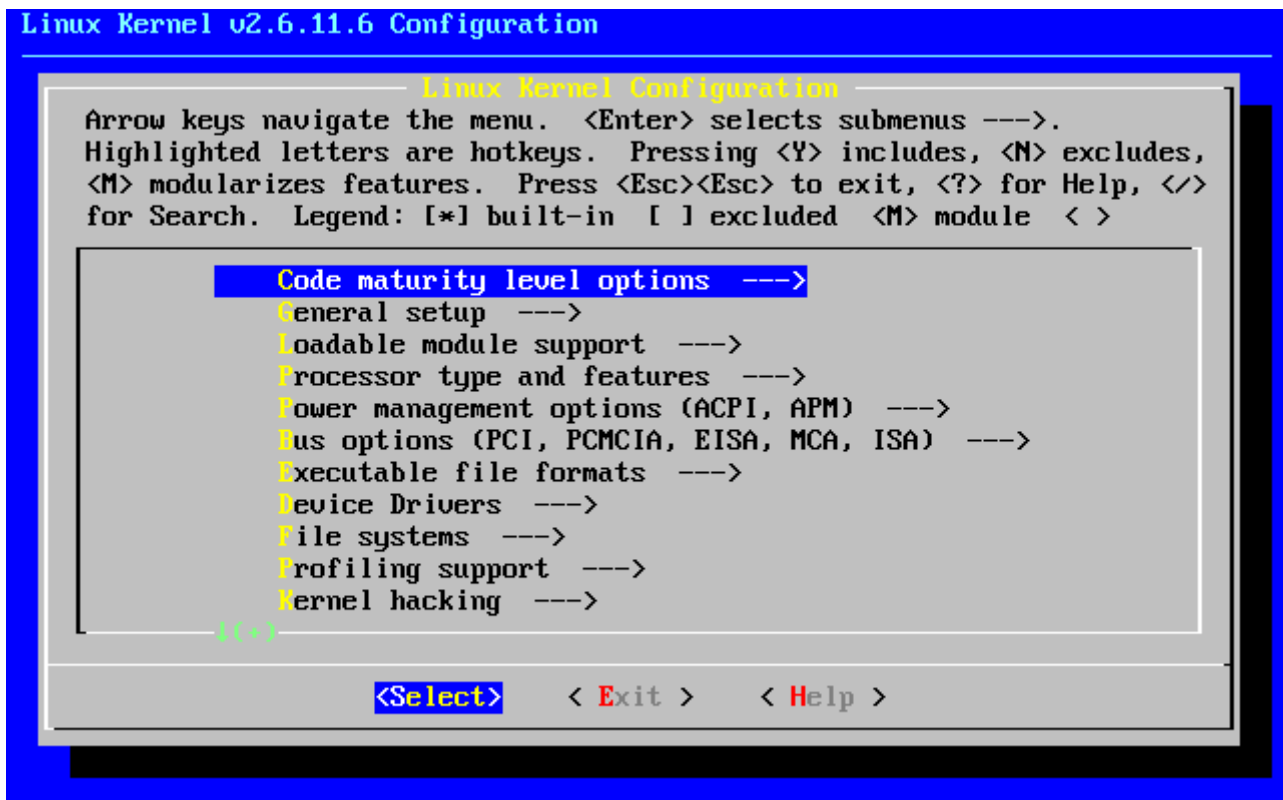 Linux Kernel v2.6.11.6 Configuration
Linux Kernel Configuration
Arrow keys navigate the menu.  <Enter> selects submenus --->.
Highlighted letters are hotkeys.  Pressing <Y> includes, <N> excludes,
<M> modularizes features.  Press <Esc><Esc> to exit, <?> for Help, </>
for Search.  Legend: [*] built-in  [ ] excluded  <M> module  < >
Code maturity level options  --->
General setup  --->
Loadable module support  --->
Processor type and features  --->
Power management options (ACPI, APM)  --->
Bus options (PCI, PCMCIA, EISA, MCA, ISA)  --->
Executable file formats  --->
Device Drivers  --->
File systems  --->
Profiling support  --->
Kernel hacking  --->
↓(+)
<Select>    < Exit >    < Help >